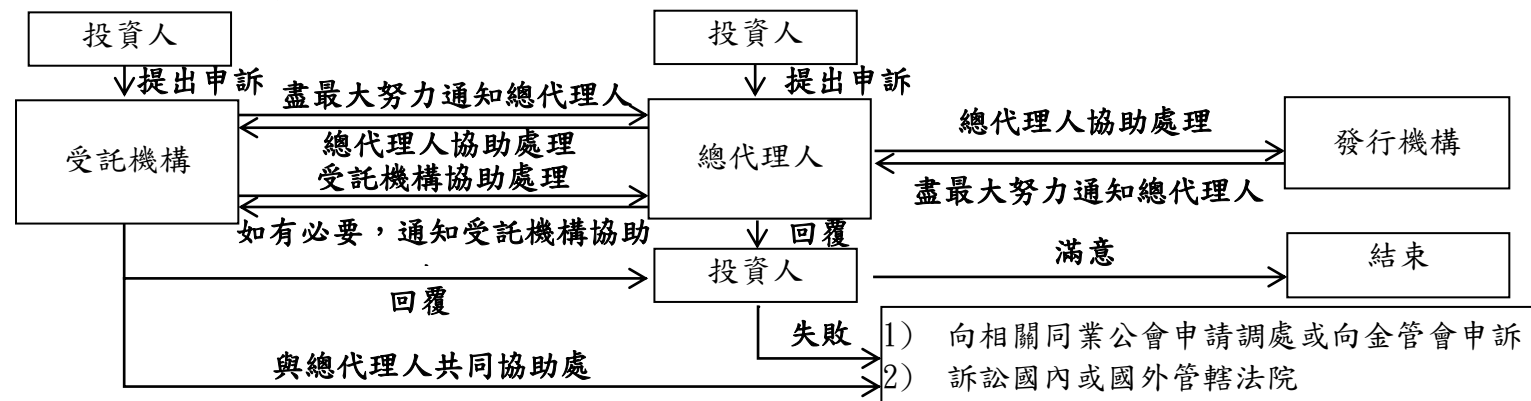 投資人
投資人
提出申訴
提出申訴
盡最大努力通知總代理人
總代理人協助處理
受託機構
總代理人協助處理
受託機構協助處理
總代理人
發行機構
盡最大努力通知總代理人
如有必要，通知受託機構協助
回覆
投資人
滿意
結束
回覆
失敗
1) 向相關同業公會申請調處或向金管會申訴
與總代理人共同協助處
2) 訴訟國內或國外管轄法院